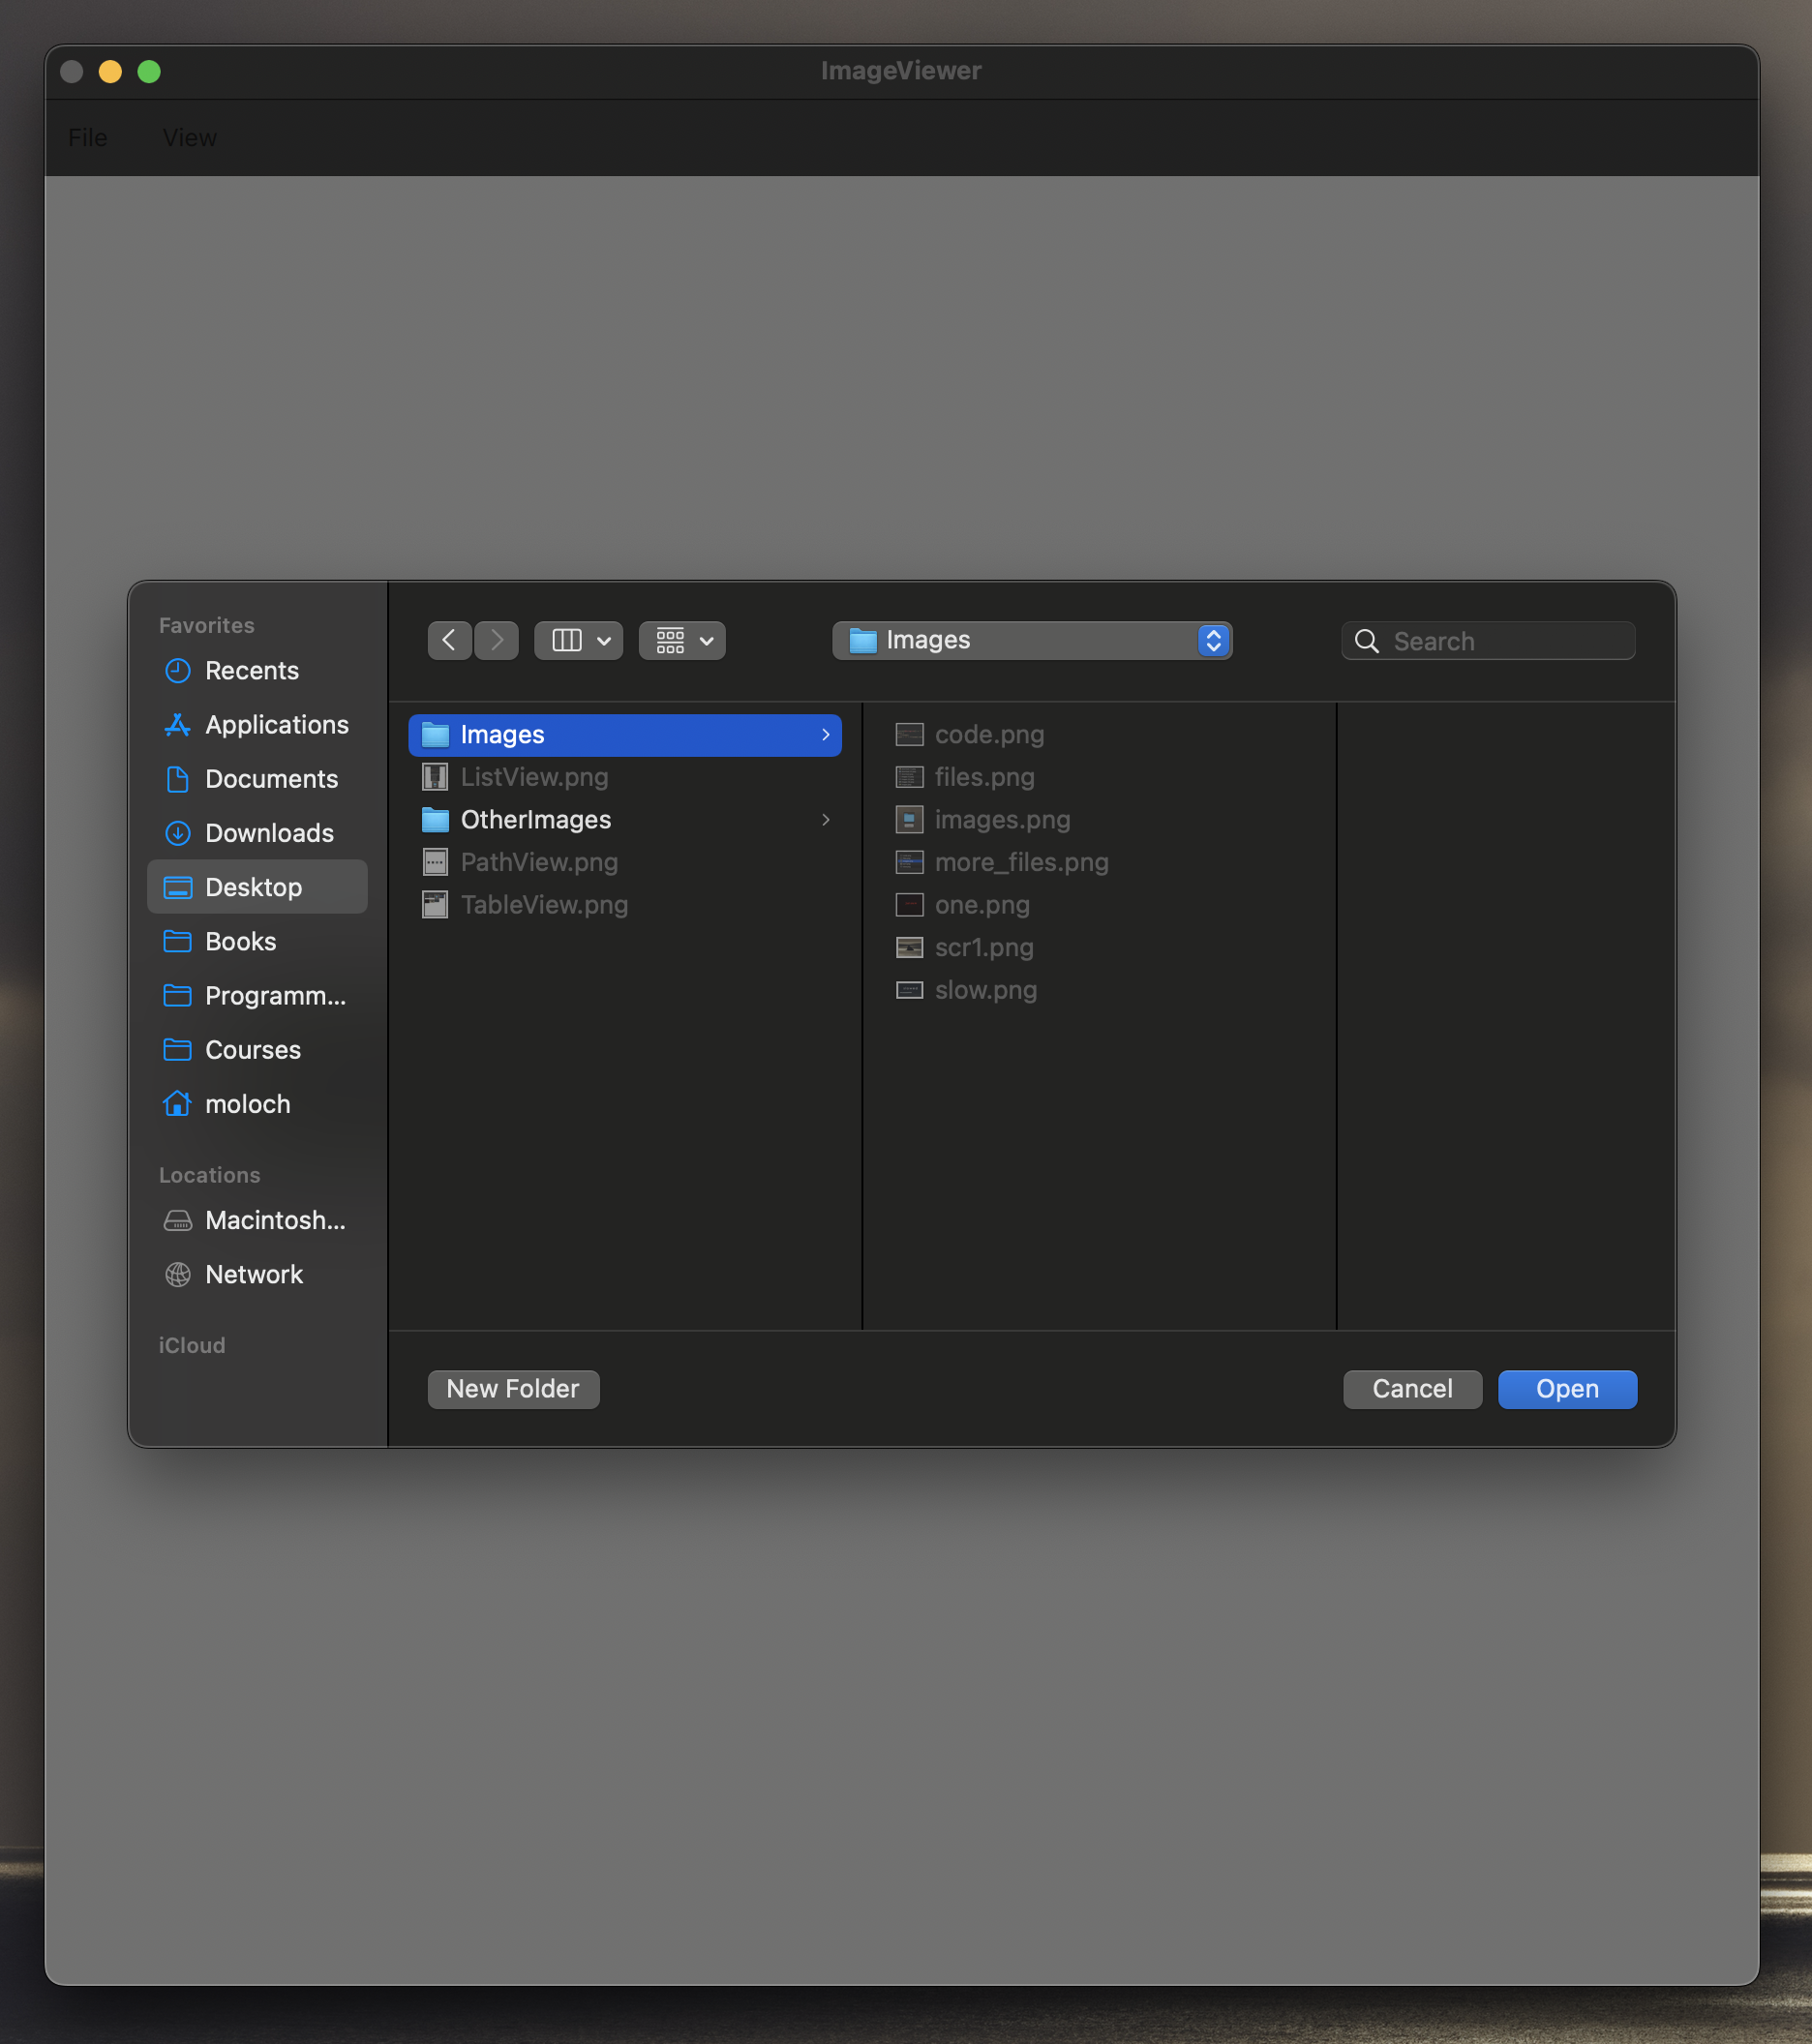 ImageViewer
File View
Favorites
Recents
Applications
Documents
Downloads
Desktop
Books
Programm...
Courses
moloch
Locations
Macintosh...
Network
iCloud
Images
Search
Images
ListView.png
OtherImages
PathView.png
TableView.png
code.png
files.png
images.png
more_files.png
one.png
scr1.png
slow.png
New Folder
Cancel
Open